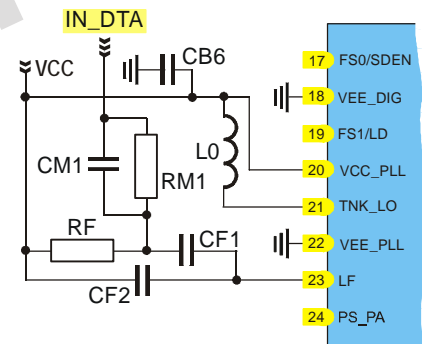 IN_DTA
VCC
CB6
17 FS0/SDEN
18 VEE_DIG
19 FS1/LD
CM1
RM1
L0
20 VCC_PLL
21 TNK_LO
RF
CF1
22 VEE_PLL
CF2
23 LF
24 PS_PA